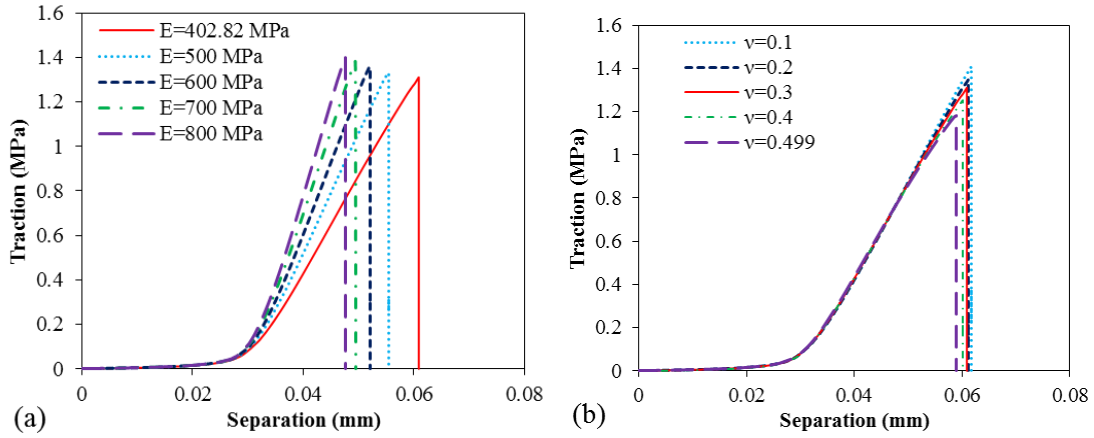 Traction (MPa)
1.6
1.4
1.2
1
0.8
0.6
0.4
0.2
0
E=402.82 MPa
E=500 MPa
E=600 MPa
E=700 MPa
E=800 MPa
0 0.02 0.04 0.06 0.08
Separation (mm)
(a)
Traction (MPa)
1.6
1.4
1.2
1
0.8
0.6
0.4
0.2
0
ν=0.1
ν=0.2
ν=0.3
ν=0.4
ν=0.499
0 0.02 0.04 0.06 0.08
Separation (mm)
(b)